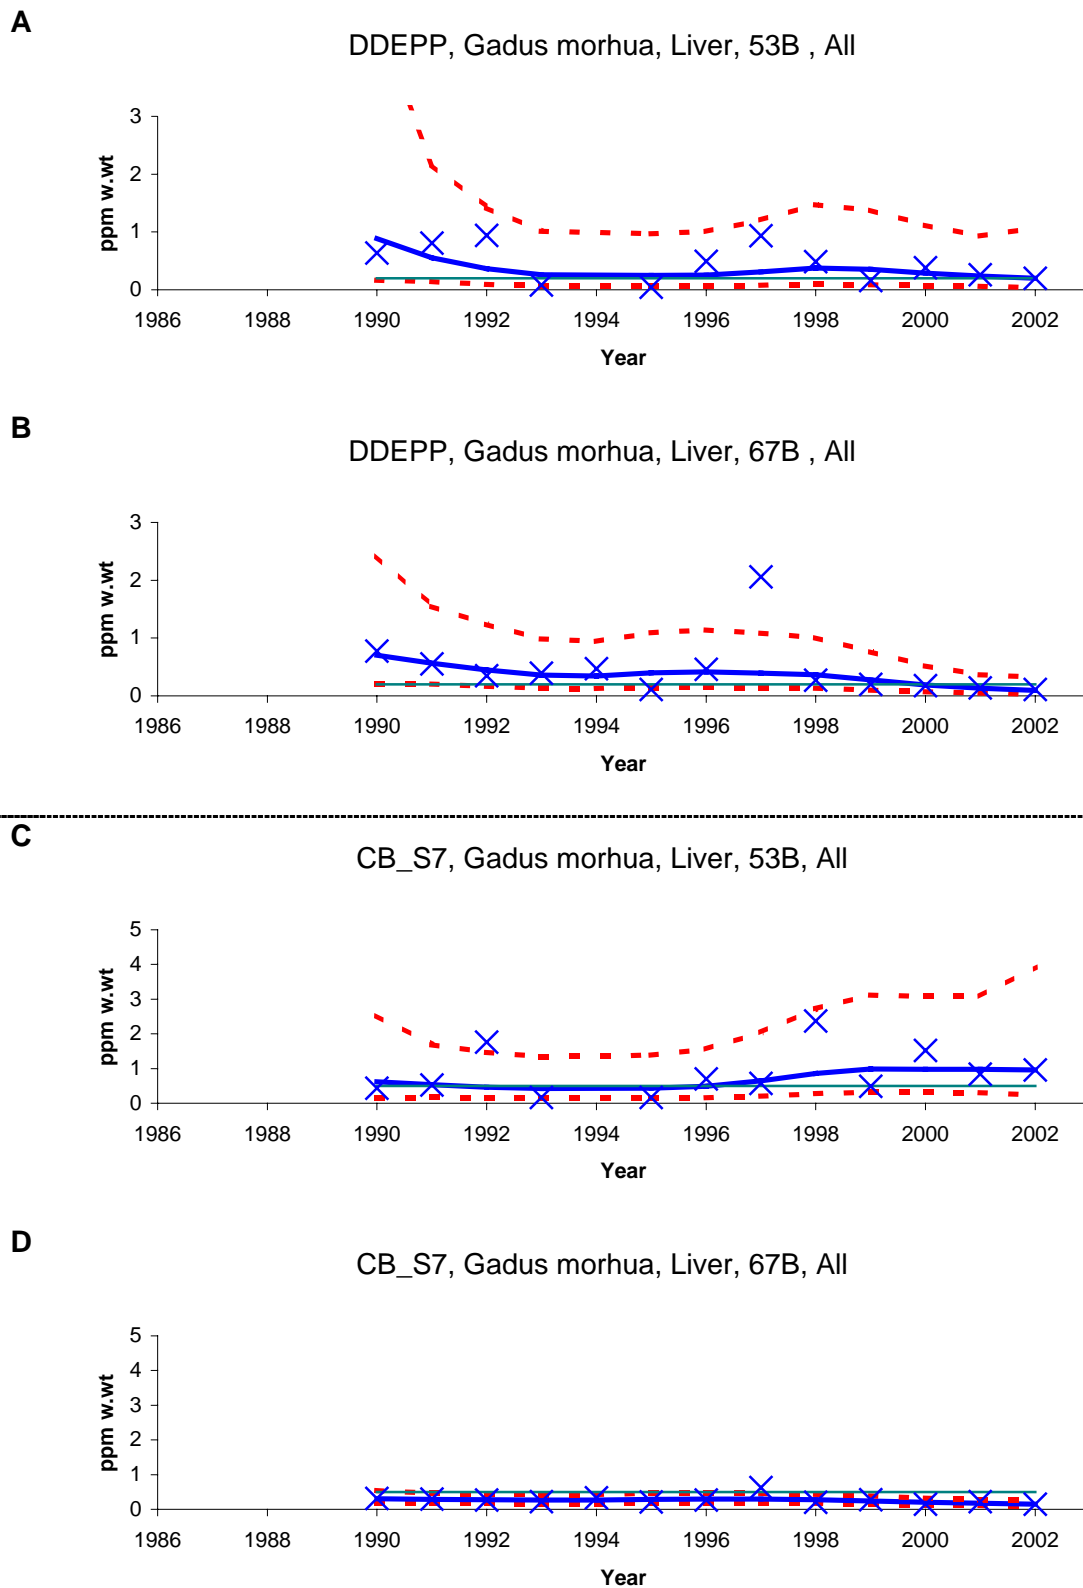 A
DDEPP, Gadus morhua, Liver, 53B , All
3
2
1
0
ppm w.wt
1986 1988 1990 1992 1994 1996 1998 2000 2002
Year
B
DDEPP, Gadus morhua, Liver, 67B , All
3
2
1
0
ppm w.wt
1986 1988 1990 1992 1994 1996 1998 2000 2002
Year
C
CB_S7, Gadus morhua, Liver, 53B, All
5
4
3
2
1
0
ppm w.wt
1986 1988 1990 1992 1994 1996 1998 2000 2002
Year
D
CB_S7, Gadus morhua, Liver, 67B, All
5
4
3
2
1
0
ppm w.wt
1986 1988 1990 1992 1994 1996 1998 2000 2002
Year